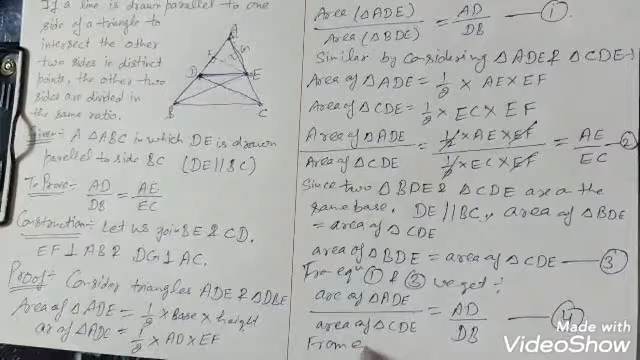 If a line is drawn parallel to one
side of a triangle to
intersect the other
two sides in distinct
points, the other two
sides are divided in
the same ratio.
A
F
G
D
E
B
C
Given:- A △ABC in which DE is drawn
parallel to side BC (DE||BC)
To Prove:- AD/DB = AE/EC
Construction:- Let us join BE & CD.
EF⊥AB & DG⊥AC.
Proof:- Consider triangles ADE & △DBE
Area of △ADE = 1/2 × Base × height
ar of △ADE = 1/2 × AD × EF
Area (△ADE)/Area (△BDE) = AD/DB — ①
Similar by considering △ADE & △CDE →
Area of △ADE = 1/2 × AE × EF
Area of △CDE = 1/2 × EC × EF
Area of △ADE/Area of △CDE = 1/2 × AE × EF/1/2 × EC × EF = AE/EC — ②
Since two △BDE & △CDE are on the
same base. DE||BC, area of △BDE
= area of △CDE
area of △BDE = area of △CDE — ③
From eqn ① & ③ we get:-
are of △ADE/area of △CDE = AD/DB — ④
From e
Made with
VideoShow